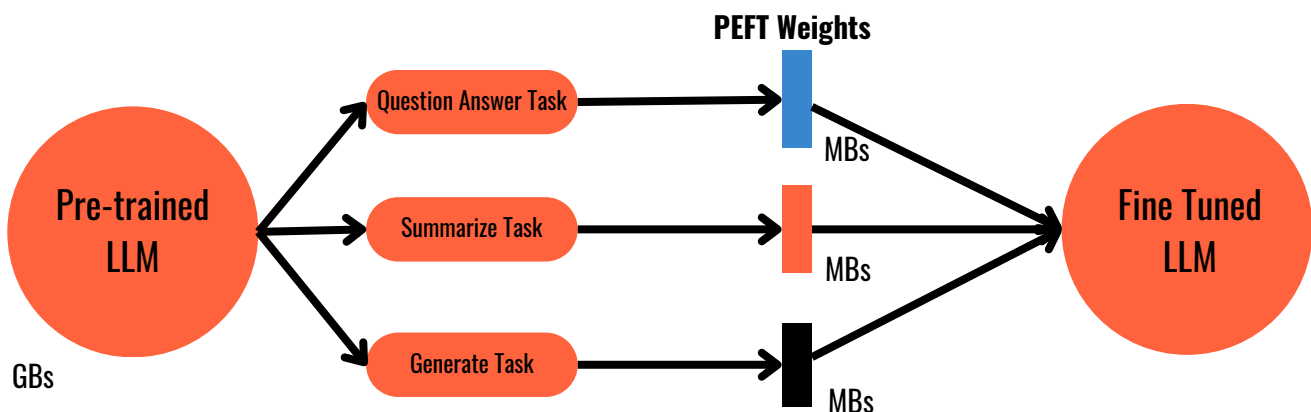 PEFT Weights
Question Answer Task
MBs
Pre-trained
LLM
Summarize Task
MBs
Fine Tuned
LLM
Generate Task
MBs
GBs